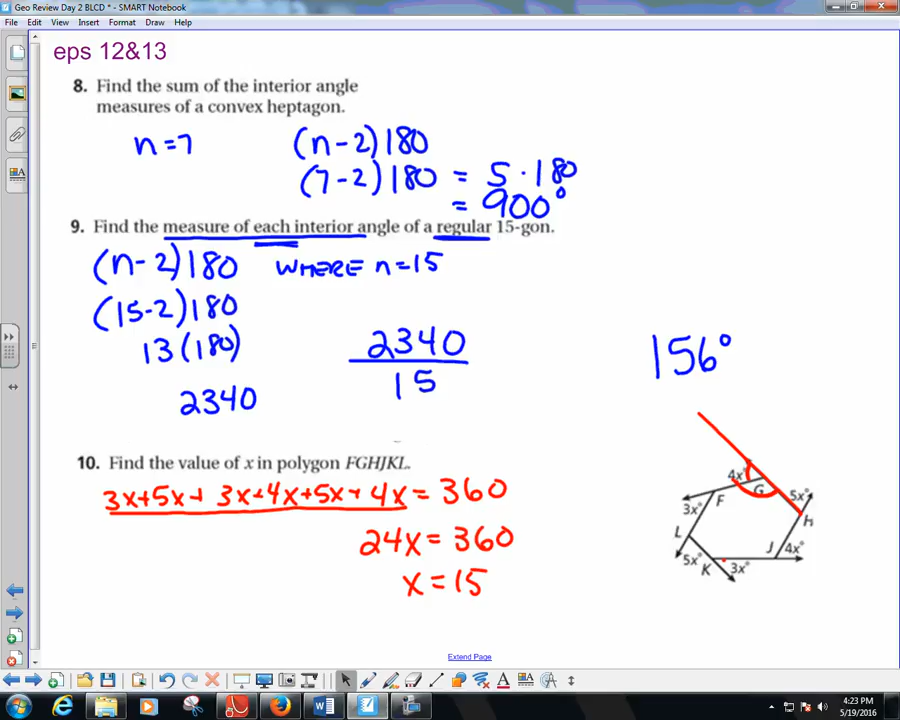 Geo Review Day 2 BLCD * - SMART Notebook
File Edit View Insert Format Draw Help
eps 12&13
8. Find the sum of the interior angle
measures of a convex heptagon.
n=7 (n-2)180
(7-2)180 = 5·180
= 900°
9. Find the measure of each interior angle of a regular 15-gon.
(n-2)180 WHERE n=15
(15-2)180
13(180)
2340
2340
15
156°
10. Find the value of x in polygon FGHJKL.
3x+5x+3x+4x+5x+4x=360
24x=360
x=15
4x°
G
5x°
3x°
F
H
L
J
4x°
5x°
K
3x°
Extend Page
4:23 PM
5/19/2016